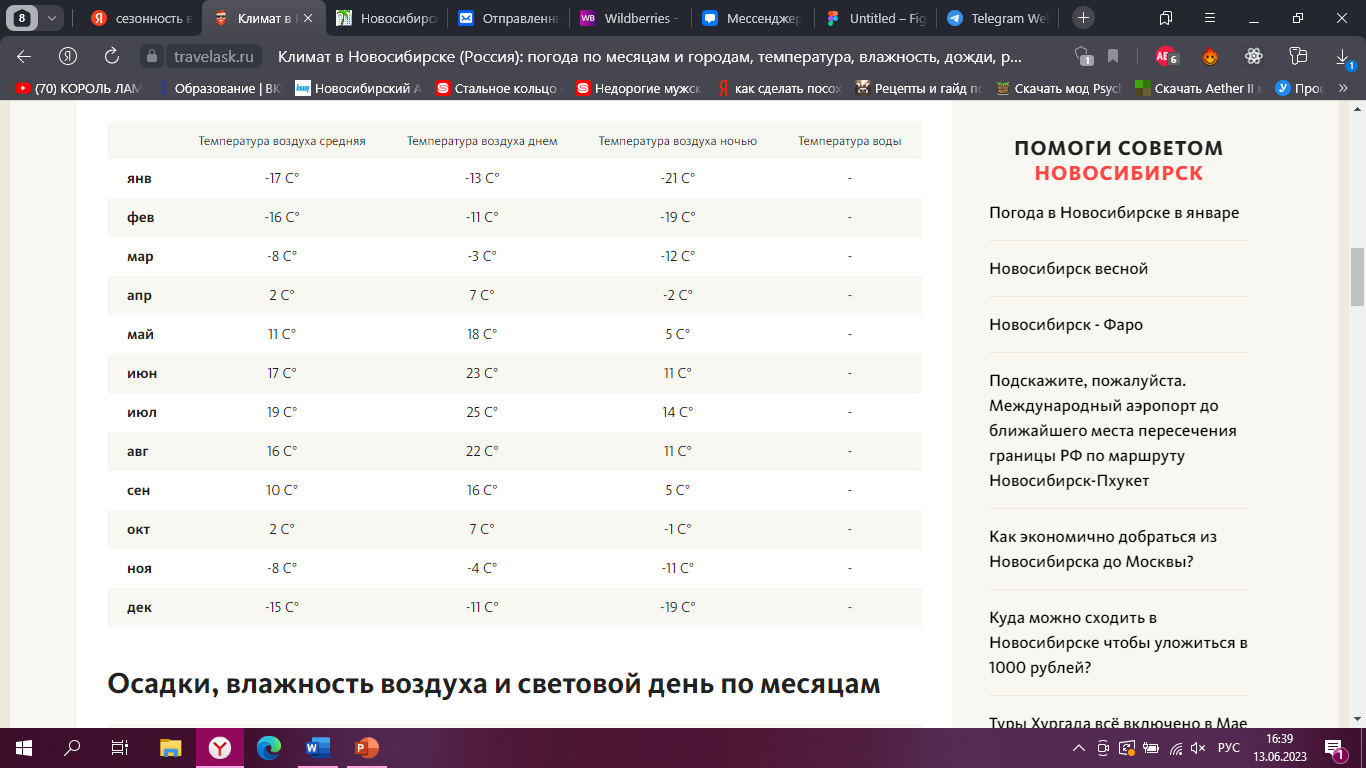 8
сезонность в
Климат в
Новосибирс
Отправленны
Wildberries -
Мессенджер
Untitled – Fig
Telegram Wel
travelask.ru
Климат в Новосибирске (Россия): погода по месяцам и городам, температура, влажность, дожди, р...
1
6
1
(70) КОРОЛЬ ЛАМ
Образование | ВК
Новосибирский А
Стальное кольцо
Недорогие мужск
как сделать посох
Рецепты и гайд по
Скачать мод Psycl
Скачать Aether II
Прос
Температура воздуха средняя Температура воздуха днем Температура воздуха ночью Температура воды
янв -17 C° -13 C° -21 C° -
фев -16 C° -11 C° -19 C° -
мар -8 C° -3 C° -12 C° -
апр 2 C° 7 C° -2 C° -
май 11 C° 18 C° 5 C° -
июн 17 C° 23 C° 11 C° -
июл 19 C° 25 C° 14 C° -
авг 16 C° 22 C° 11 C° -
сен 10 C° 16 C° 5 C° -
окт 2 C° 7 C° -1 C° -
ноя -8 C° -4 C° -11 C° -
дек -15 C° -11 C° -19 C° -
Осадки, влажность воздуха и световой день по месяцам
ПОМОГИ СОВЕТОМ
НОВОСИБИРСК
Погода в Новосибирске в январе
Новосибирск весной
Новосибирск - Фаро
Подскажите, пожалуйста.
Международный аэропорт до
ближайшего места пересечения
границы РФ по маршруту
Новосибирск-Пхукет
Как экономично добраться из
Новосибирска до Москвы?
Куда можно сходить в
Новосибирске чтобы уложиться в
1000 рублей?
Туры Хургада всё включено в Мае
РУС
16:39
13.06.2023
1